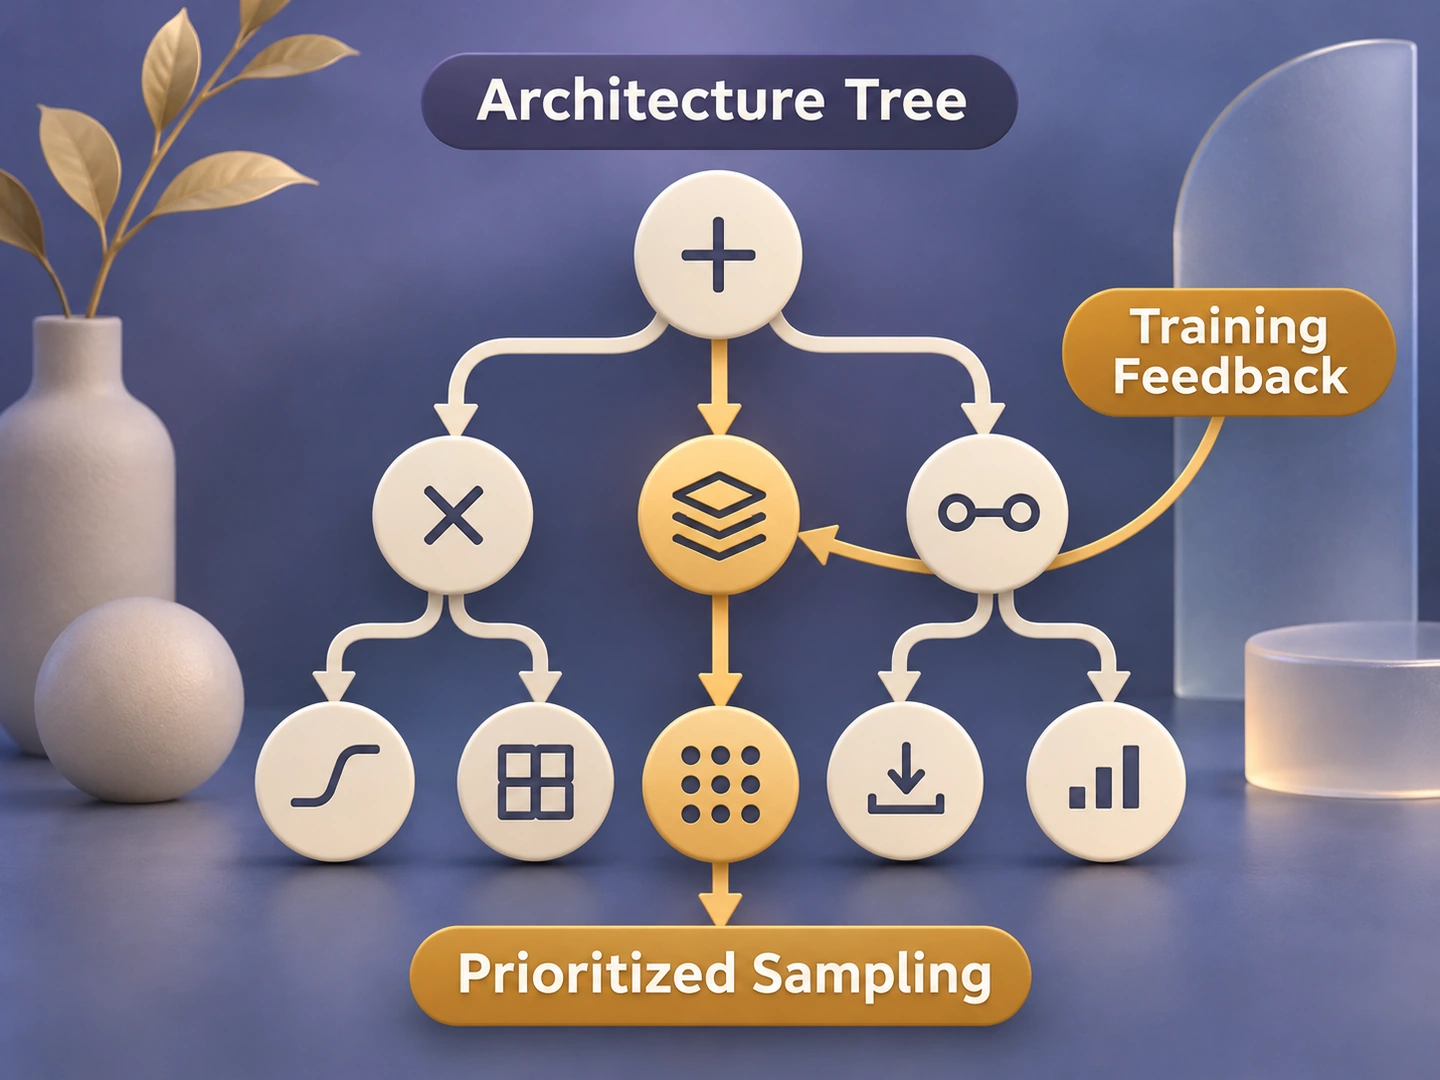 Architecture Tree
Training
Feedback
Prioritized Sampling